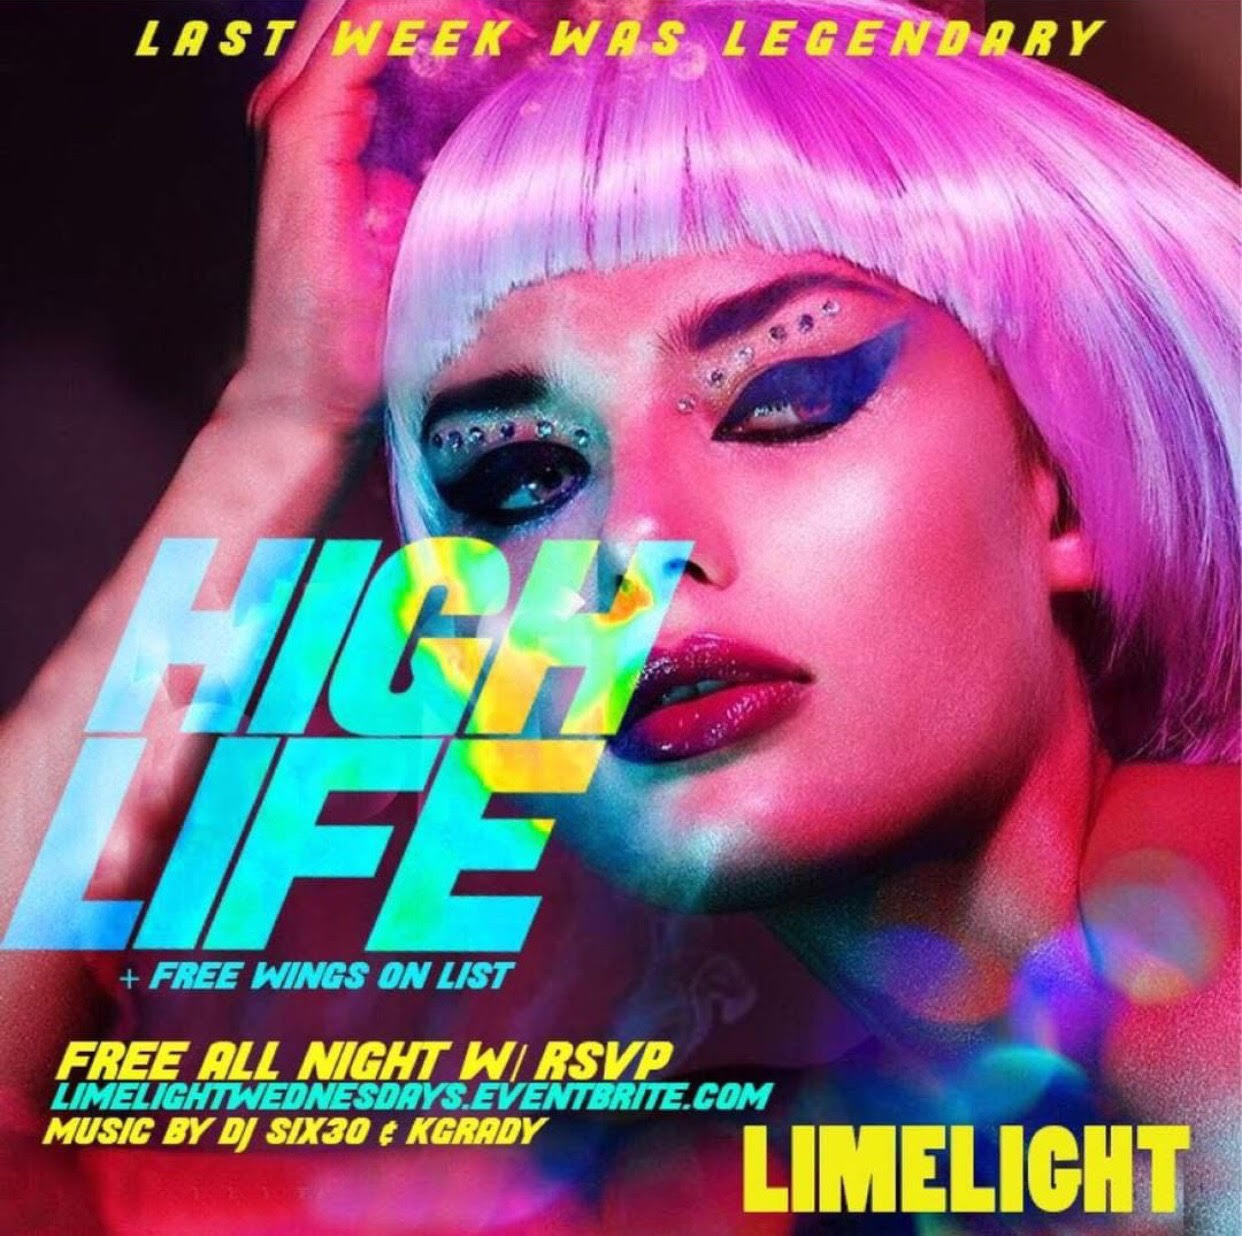 LAST WEEK WAS LEGENDARY
HIGH
LIFE
+ FREE WINGS ON LIST
FREE ALL NIGHT W/ RSVP
LIMELIGHTWEDNESDAYS.EVENTBRITE.COM
MUSIC BY DJ SIX30 & KGRADY
LIMELIGHT